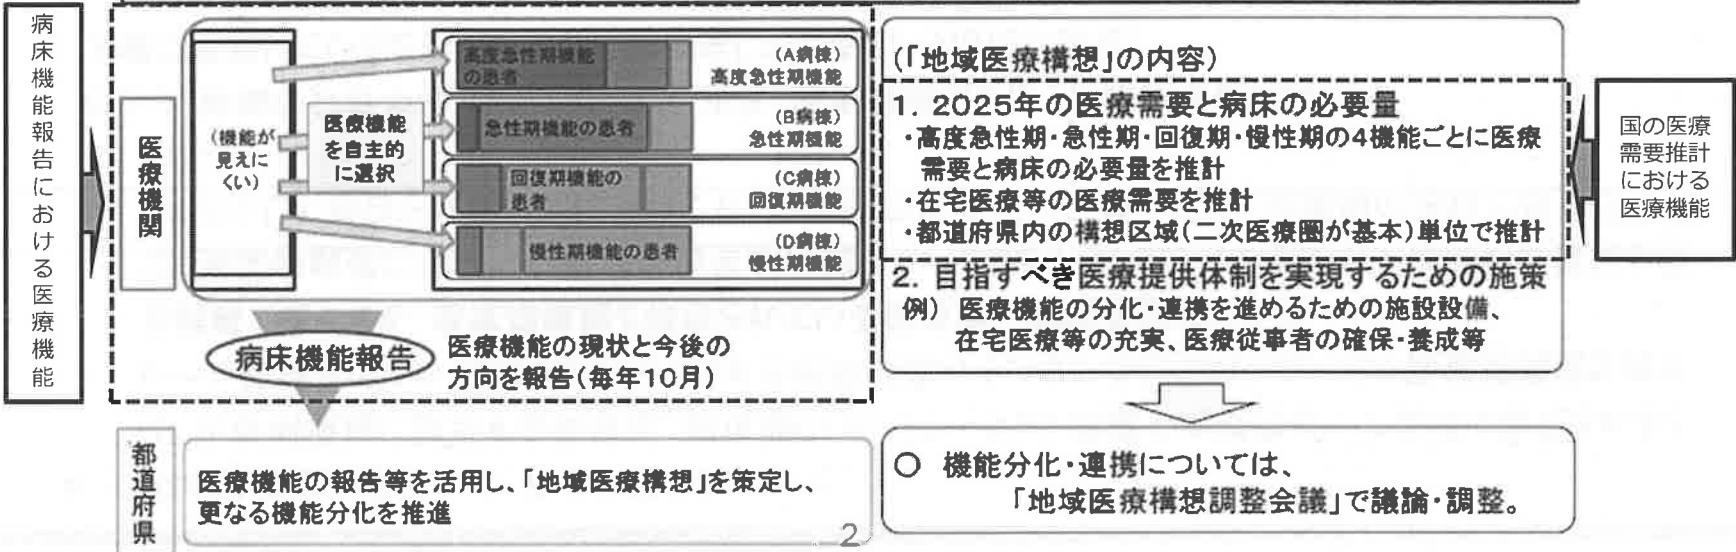 病床機能報告における医療機能
医療機関
(機能が
見えに
くい)
医療機能
を自主的
に選択
高度急性期機能
の患者
(A病棟)
高度急性期機能
急性期機能の患者
(B病棟)
急性期機能
回復期機能の
患者
(C病棟)
回復期機能
慢性期機能の患者
(D病棟)
慢性期機能
病床機能報告
医療機能の現状と今後の
方向を報告(毎年10月)
都道府県
医療機能の報告等を活用し、「地域医療構想」を策定し、
更なる機能分化を推進
(「地域医療構想」の内容)
1. 2025年の医療需要と病床の必要量
・高度急性期・急性期・回復期・慢性期の4機能ごとに医療
需要と病床の必要量を推計
・在宅医療等の医療需要を推計
・都道府県内の構想区域(二次医療圏が基本)単位で推計
2. 目指すべき医療提供体制を実現するための施策
例) 医療機能の分化・連携を進めるための施設設備、
在宅医療等の充実、医療従事者の確保・養成等
○ 機能分化・連携については、
「地域医療構想調整会議」で議論・調整。
国の医療
需要推計
における
医療機能
2